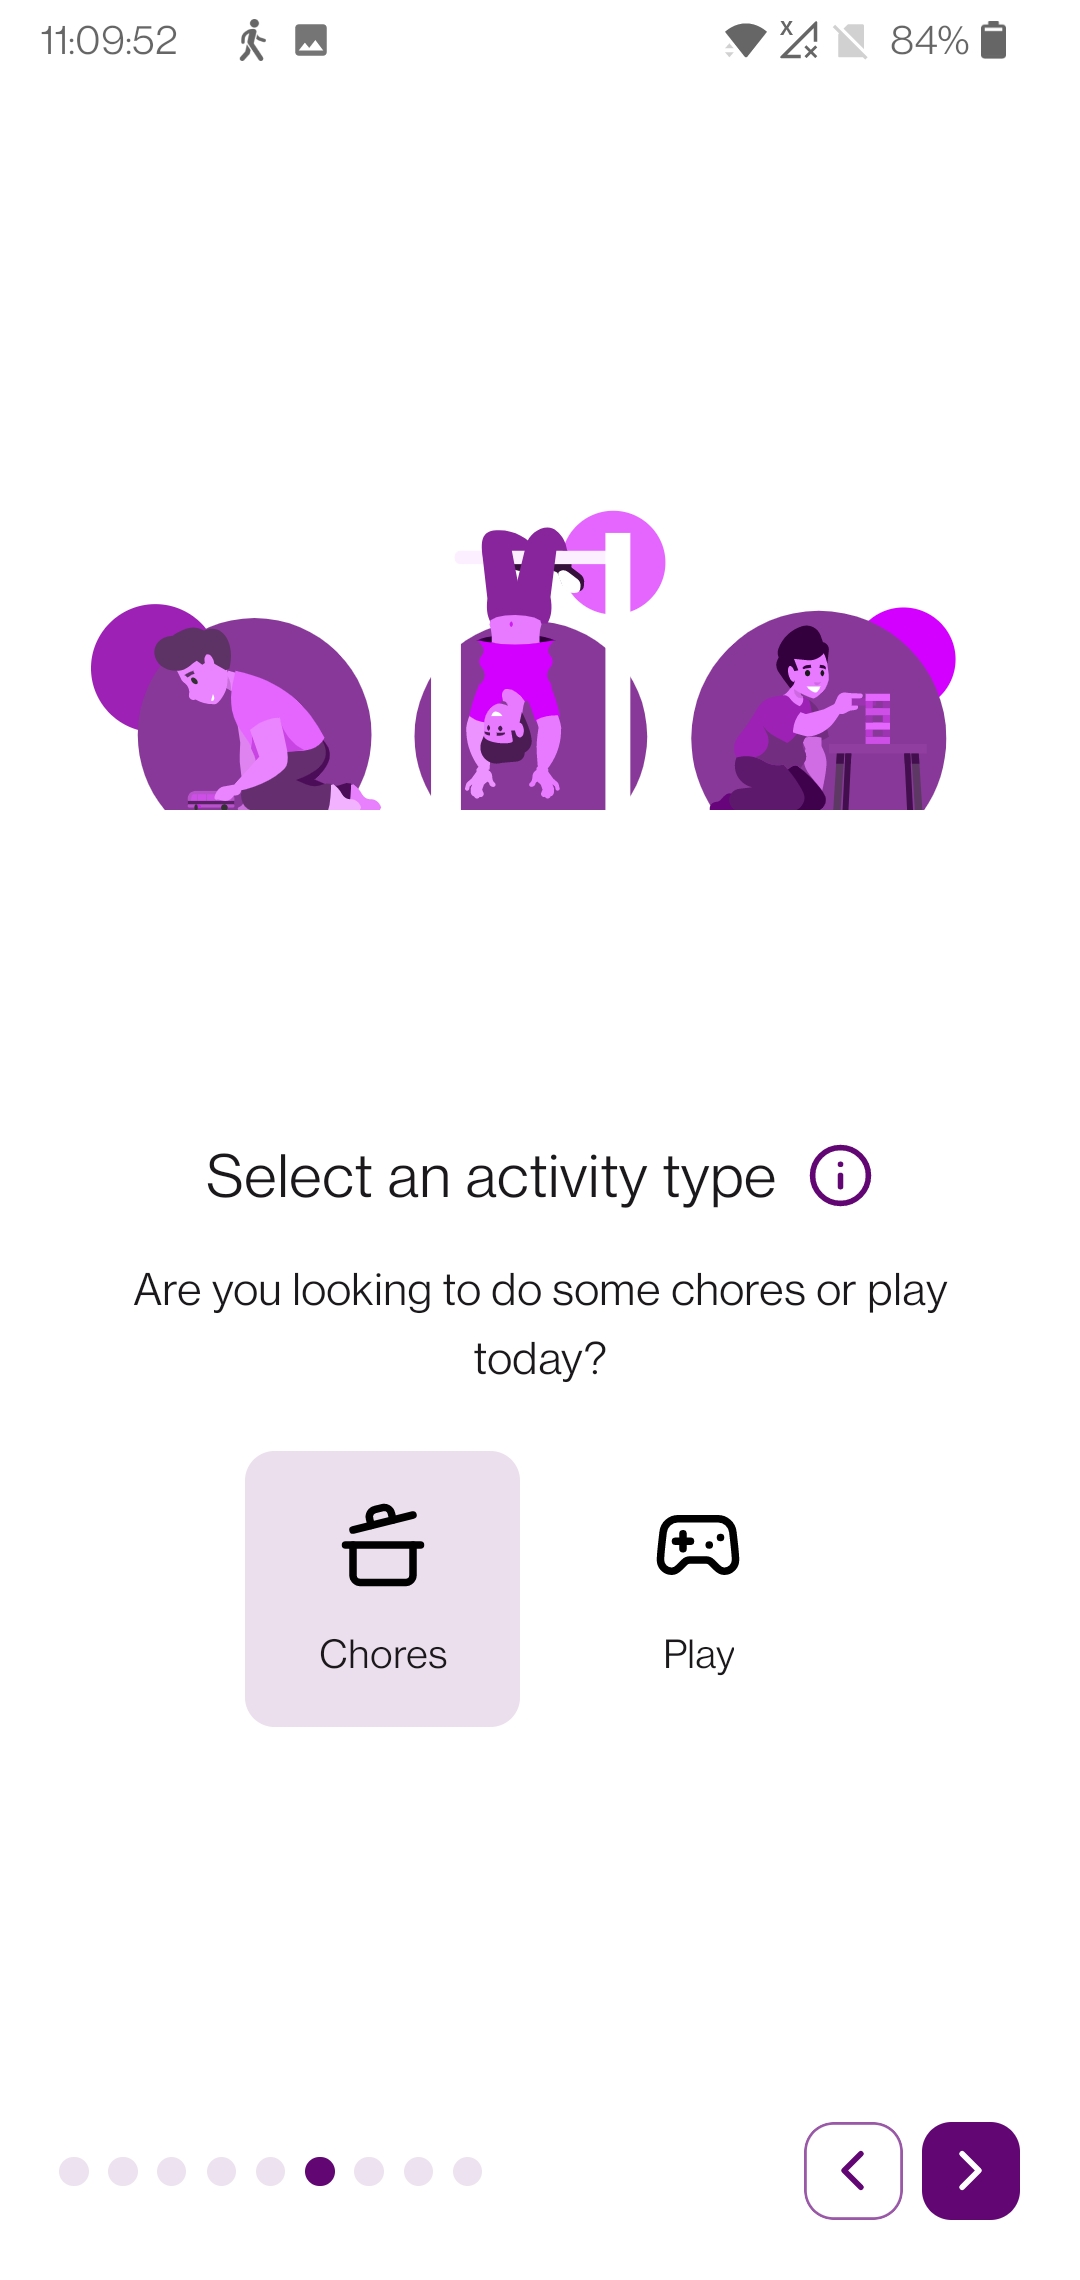 11:09:52
84%
Select an activity type
Are you looking to do some chores or play
today?
Chores
Play